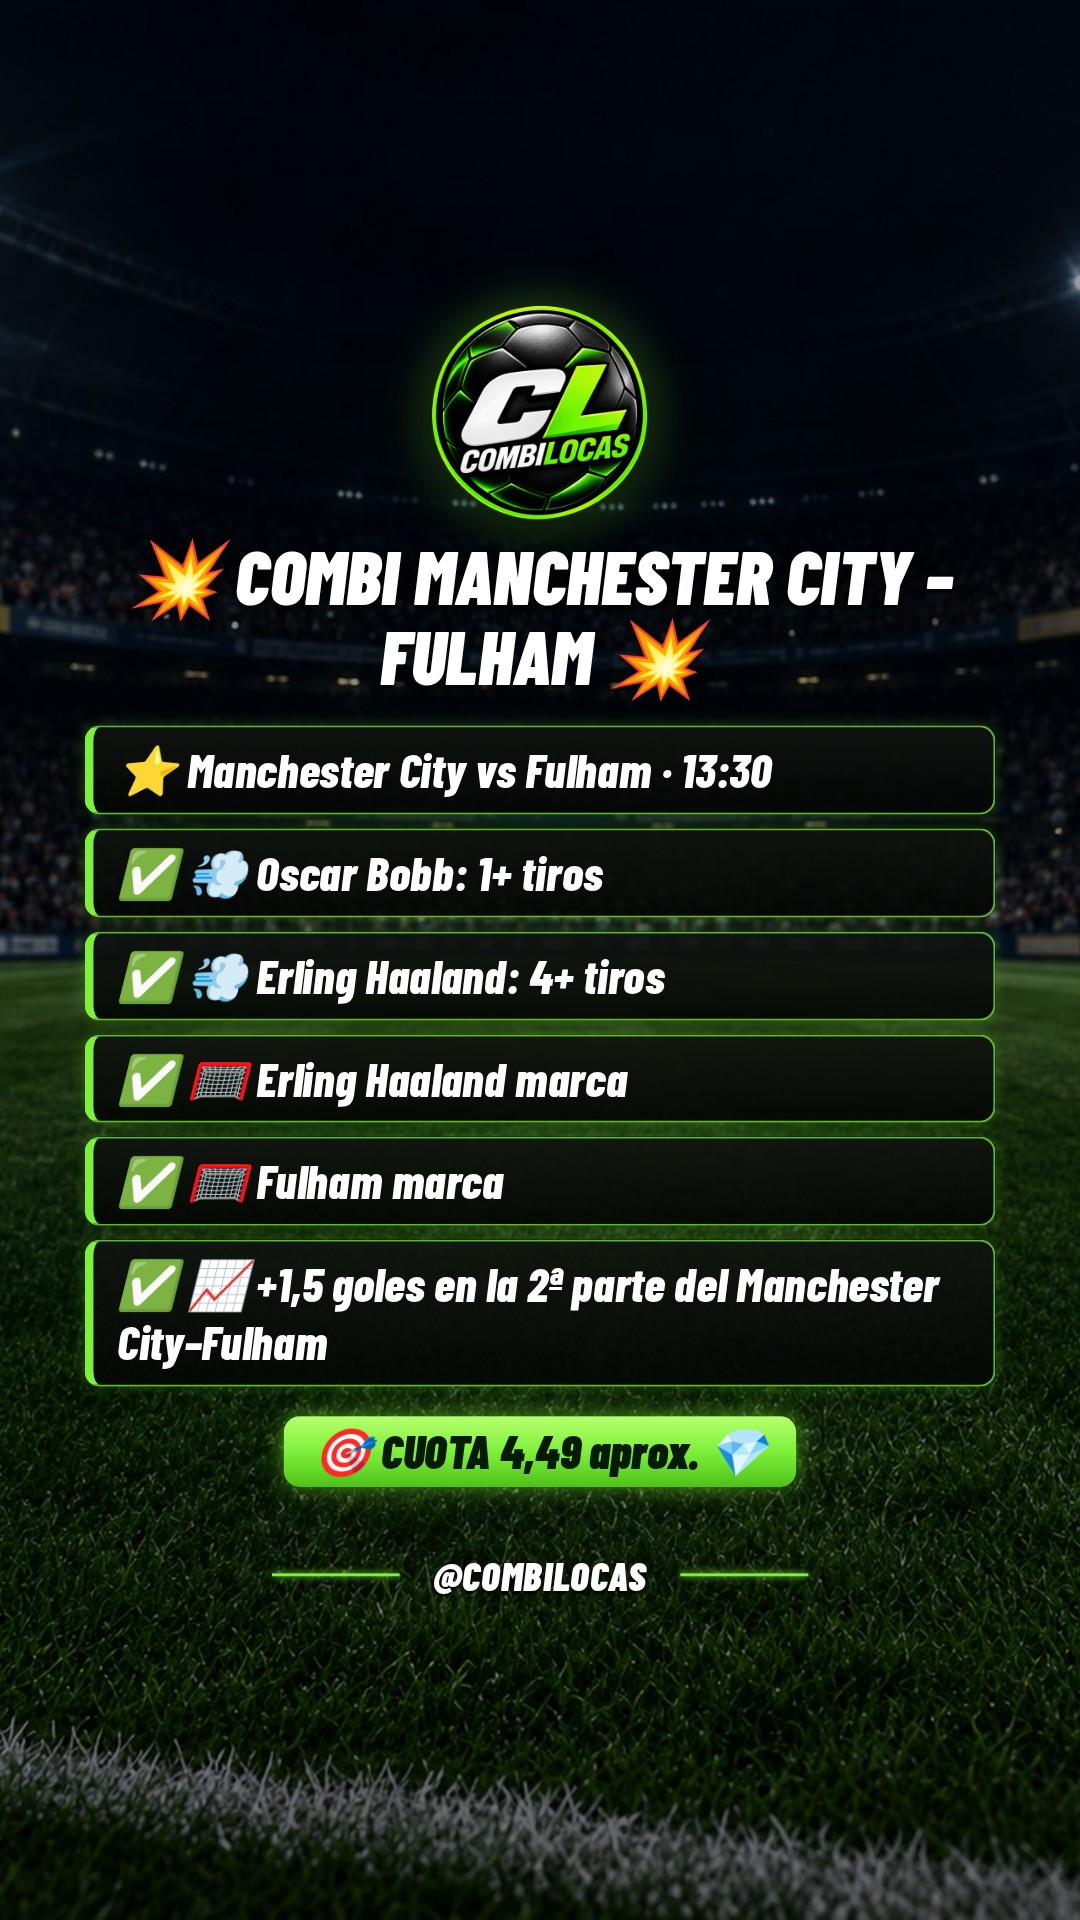 CL
COMBILOCAS
💥 COMBI MANCHESTER CITY -
FULHAM 💥
⭐ Manchester City vs Fulham · 13:30
✅ 💨 Oscar Bobb: 1+ tiros
✅ 💨 Erling Haaland: 4+ tiros
✅ 🥅 Erling Haaland marca
✅ 🥅 Fulham marca
✅ 📈 +1,5 goles en la 2ª parte del Manchester
City-Fulham
🎯 CUOTA 4,49 aprox. 💎
@COMBILOCAS